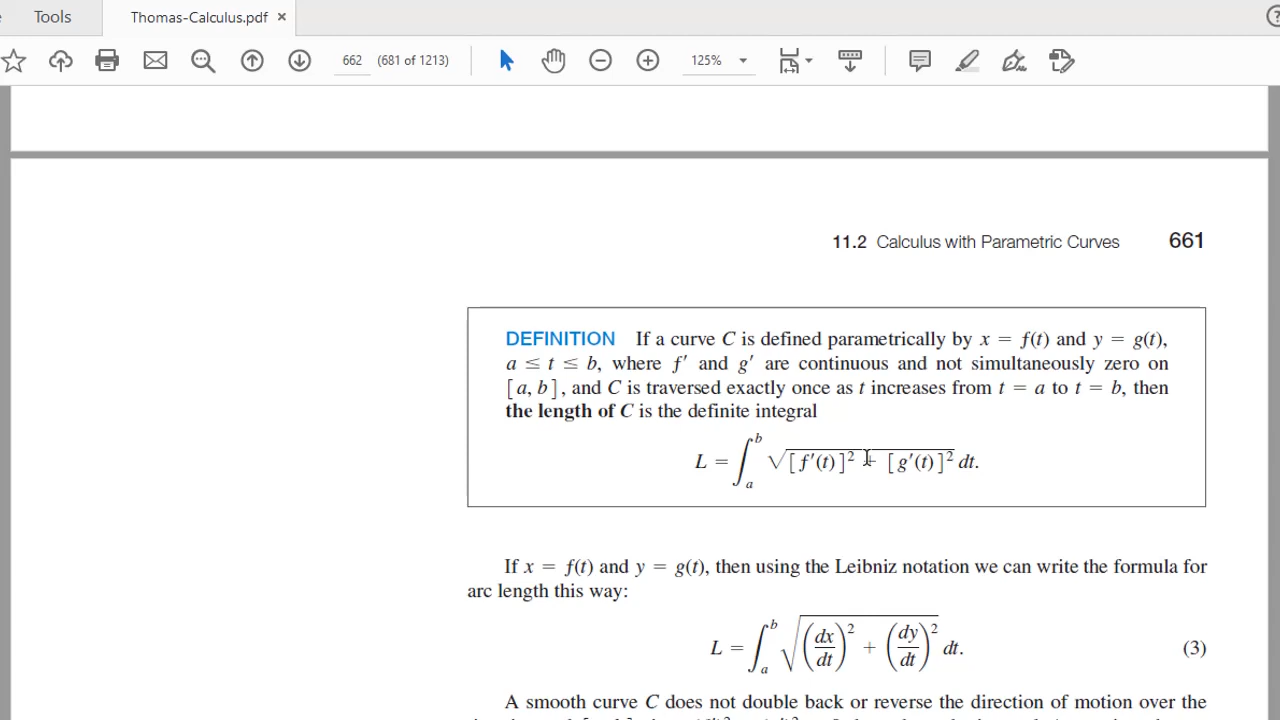 Tools
Thomas-Calculus.pdf ×
662 (681 of 1213) 125%
11.2 Calculus with Parametric Curves 661
DEFINITION If a curve C is defined parametrically by x = f(t) and y = g(t),
a ≤ t ≤ b, where f′ and g′ are continuous and not simultaneously zero on
[a, b], and C is traversed exactly once as t increases from t = a to t = b, then
the length of C is the definite integral
L = ∫ₐᵇ √([f′(t)]² + [g′(t)]²) dt.
If x = f(t) and y = g(t), then using the Leibniz notation we can write the formula for
arc length this way:
L = ∫ₐᵇ √((dx/dt)² + (dy/dt)²) dt. (3)
A smooth curve C does not double back or reverse the direction of motion over the